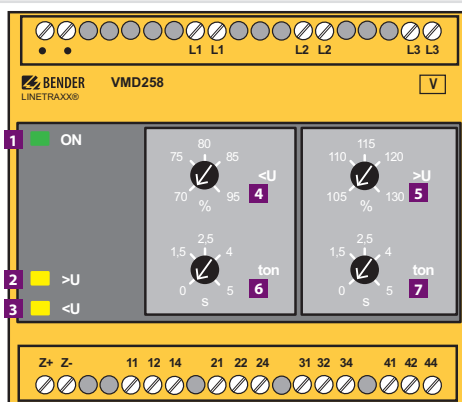 L1 L1 L2 L2 L3 L3
BENDER VMD258 V
LINETRAXX®
1 ON
80 115
75 85 110 120
<U >U
4 5
70 95 105 130
% %
2,5 2,5
1,5 4 1,5 4
ton ton
2 >U
6 7
0 5 0 5
s s
3 <U
Z+ Z- 11 12 14 21 22 24 31 32 34 41 42 44